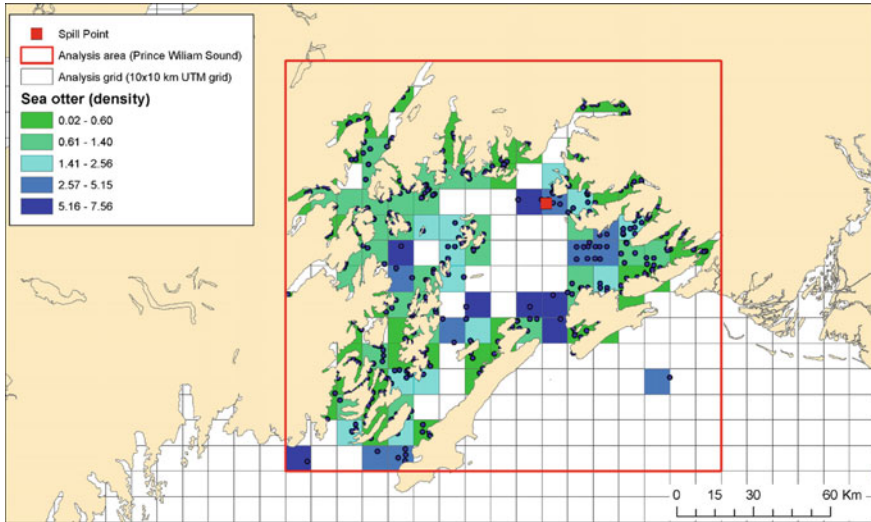 Spill Point
Analysis area (Prince Wiliam Sound)
Analysis grid (10x10 km UTM grid)
Sea otter (density)
0.02 - 0.60
0.61 - 1.40
1.41 - 2.56
2.57 - 5.15
5.16 - 7.56
0 15 30 60 Km